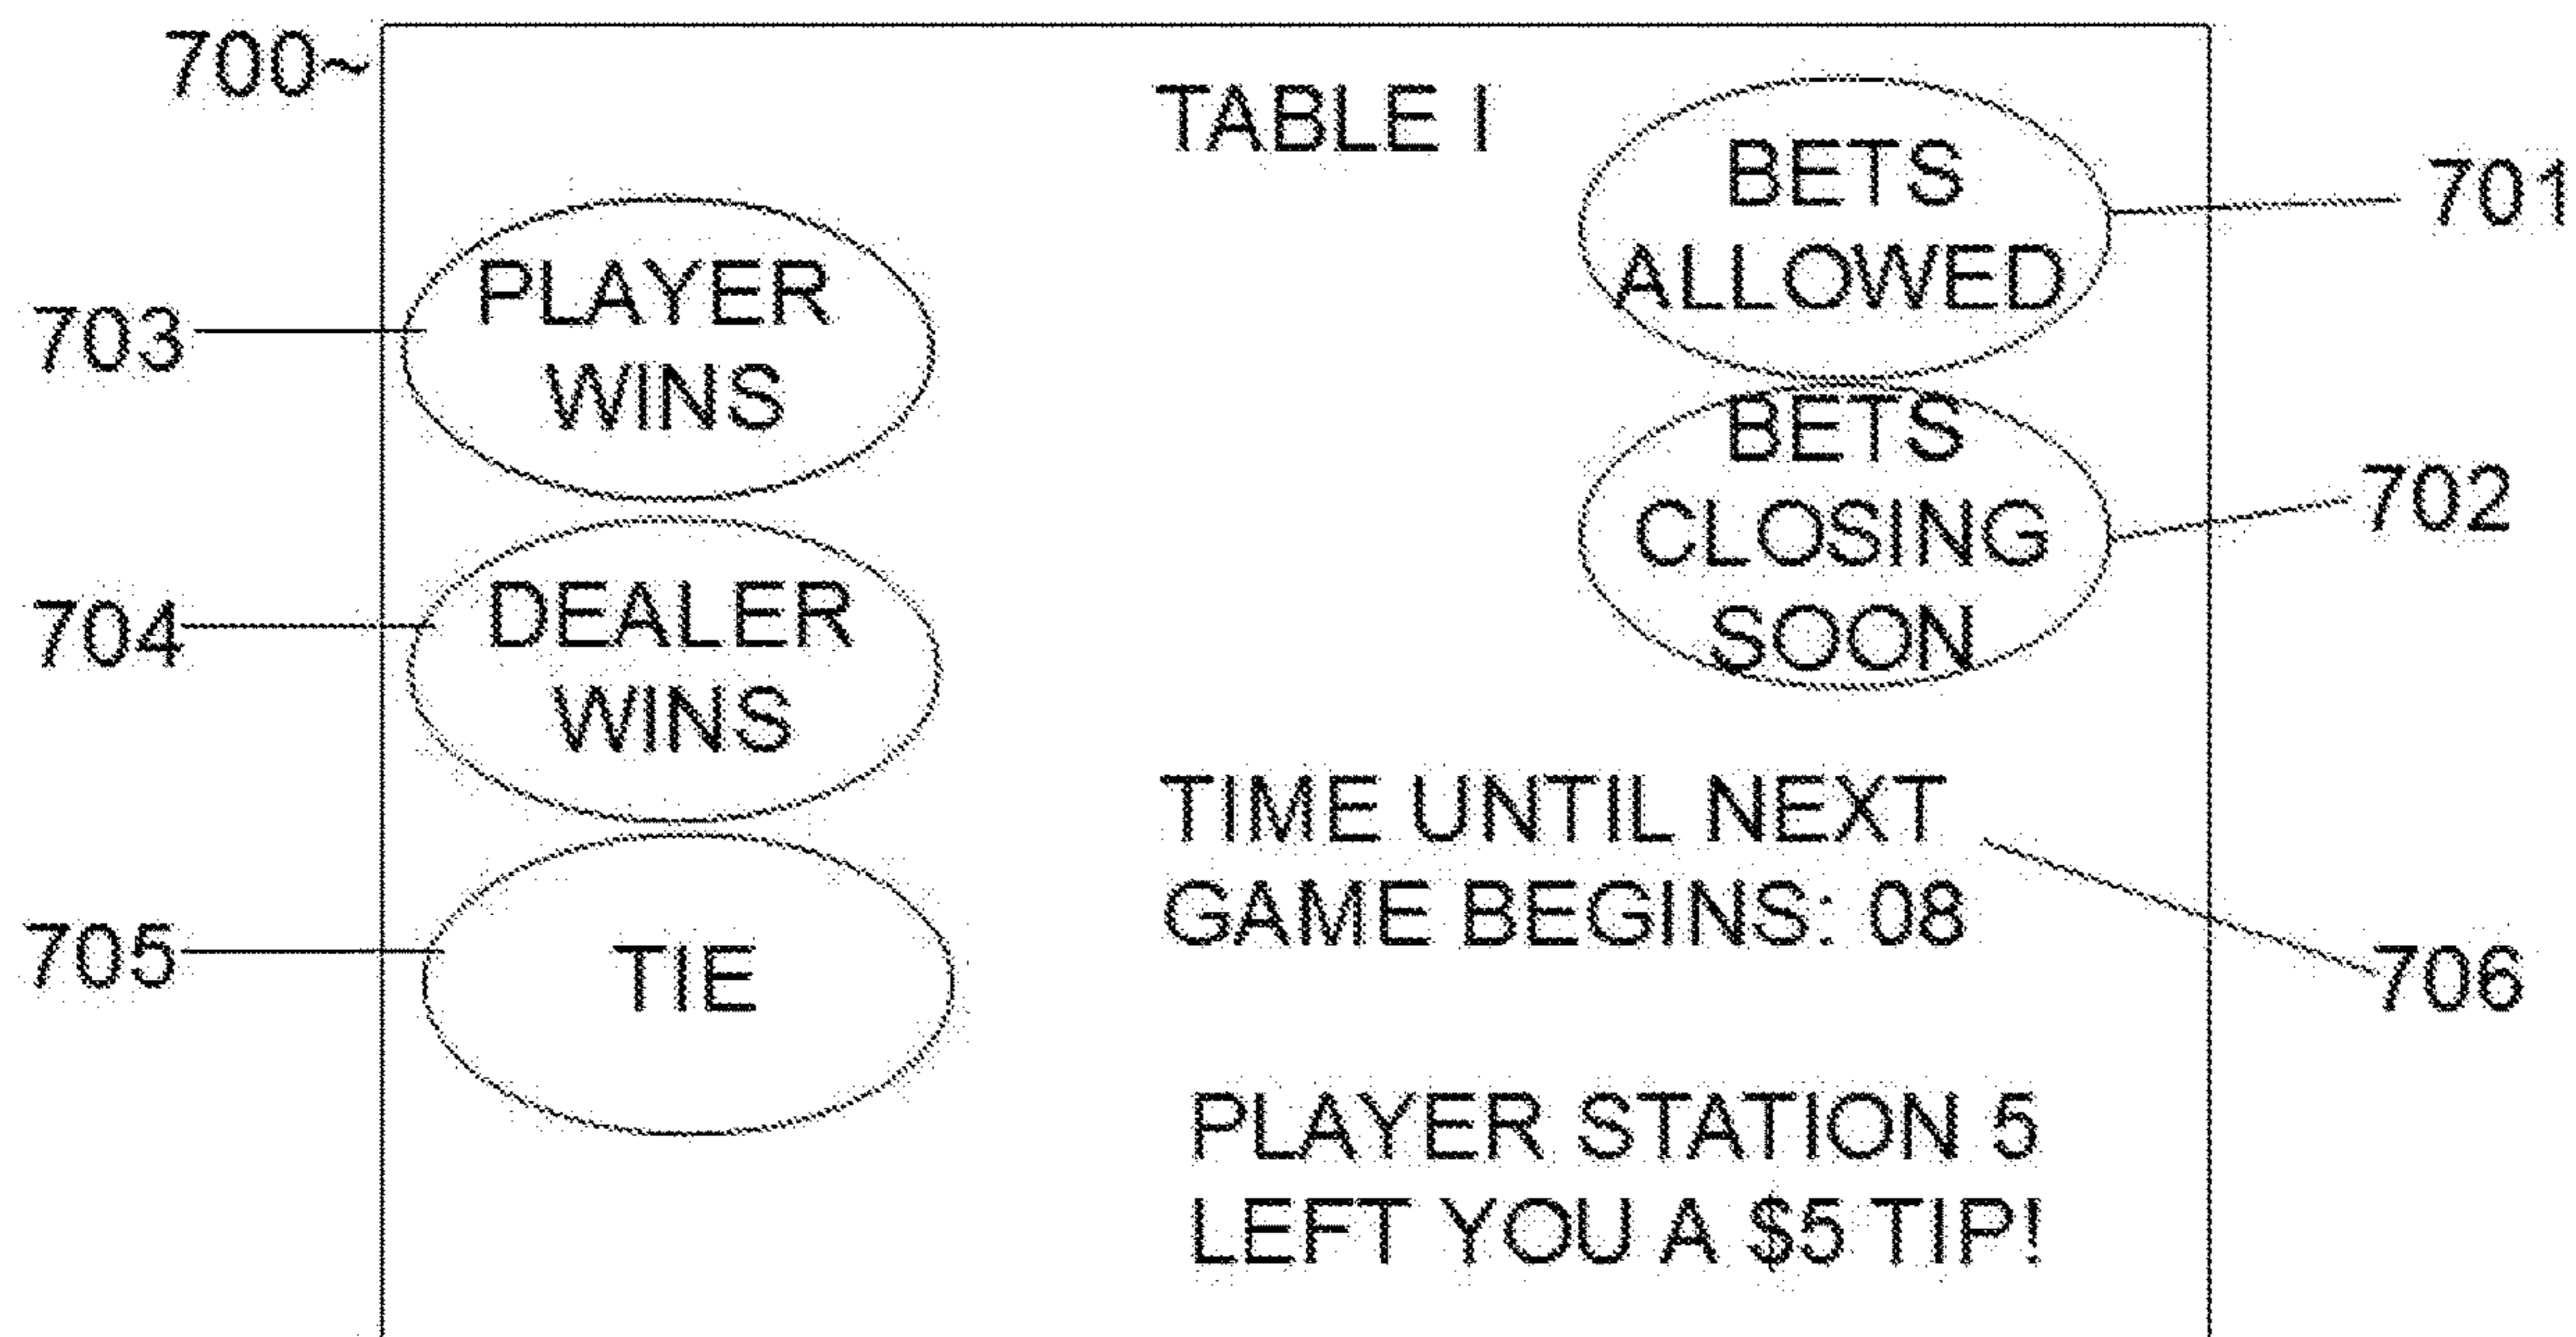 700~
TABLE I
BETS
ALLOWED
701
PLAYER
WINS
703
BETS
CLOSING
SOON
702
DEALER
WINS
704
TIME UNTIL NEXT
GAME BEGINS: 08
706
TIE
705
PLAYER STATION 5
LEFT YOU A $5 TIP!